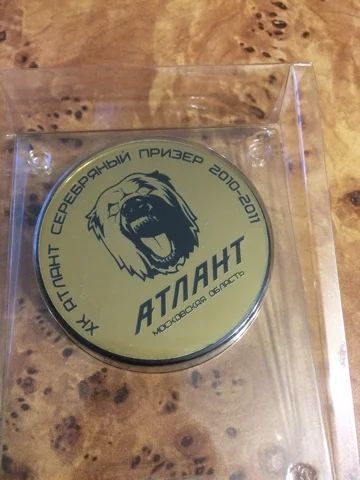 ХК АТЛАНТ СЕРЕБРЯНЫЙ ПРИЗЕР 2010-2011
АТЛАНТ
МОСКОВСКАЯ ОБЛАСТЬ